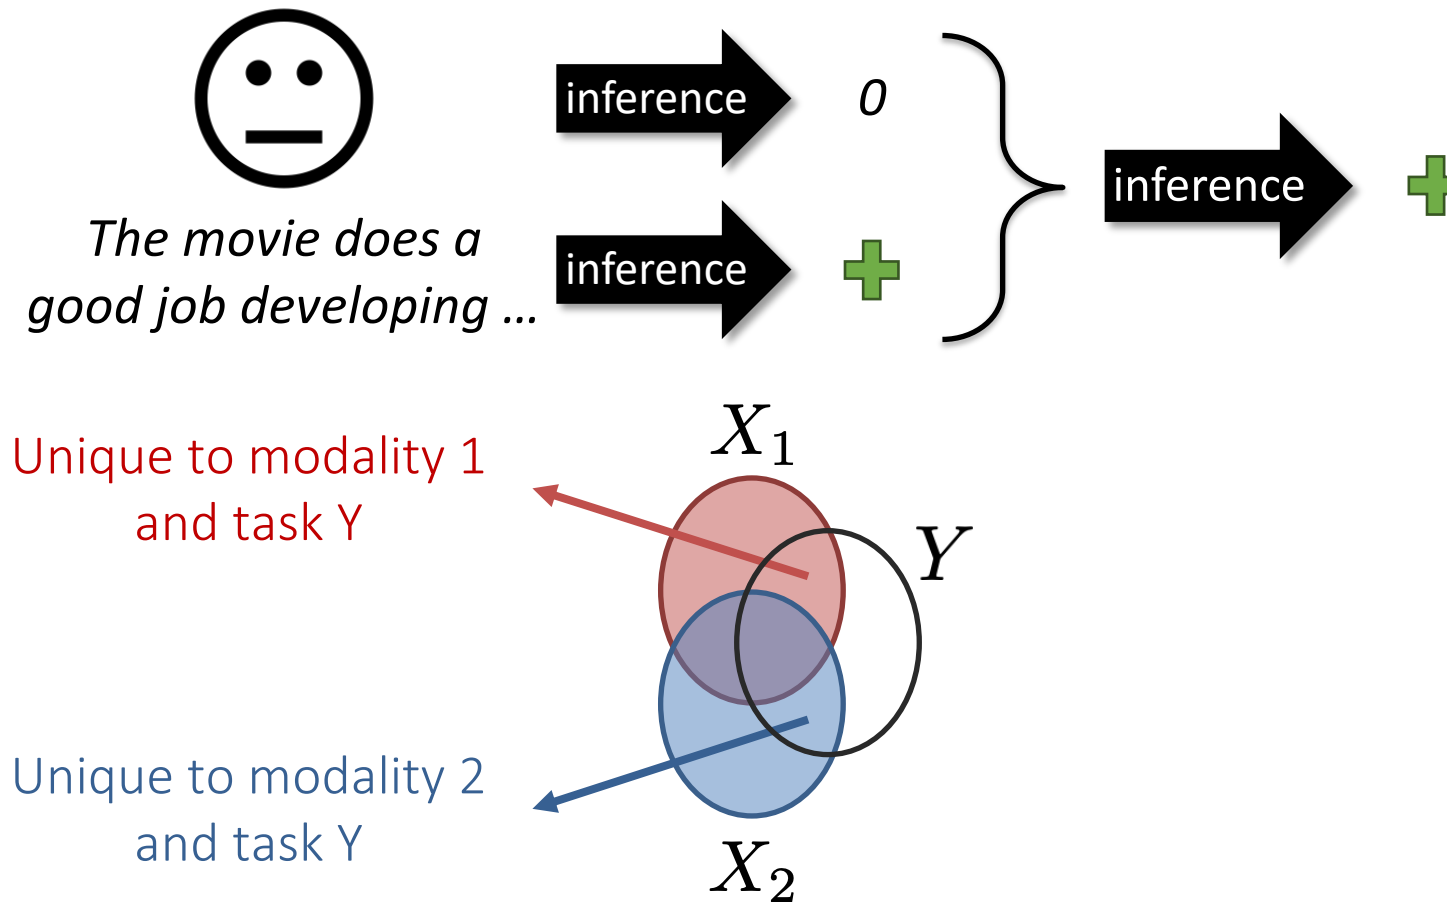 inference
0
The movie does a
good job developing ...
inference
inference
Unique to modality 1
and task Y
X₁
Y
Unique to modality 2
and task Y
X₂